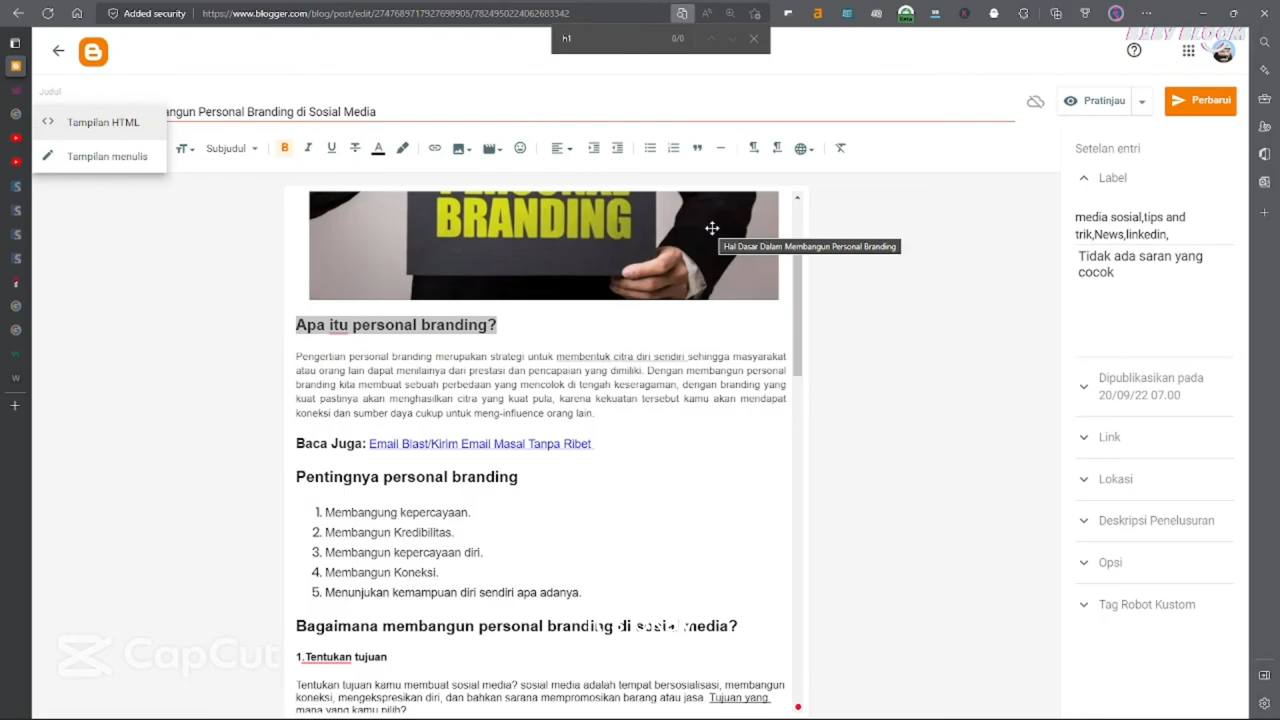 Added security
https://www.blogger.com/blog/post/edit/2747689717927698905/7824950224062683342
h1
0/0
Judul
angun Personal Branding di Sosial Media
Pratinjau
Perbarui
Tampilan HTML
Tampilan menulis
Subjudul
B
I
U
A
Setelan entri
Label
media sosial,tips and
trik,News,linkedin,
Tidak ada saran yang
cocok
Dipublikasikan pada
20/09/22 07.00
Link
Lokasi
Deskripsi Penelusuran
Opsi
Tag Robot Kustom
PERSONAL
BRANDING
Hal Dasar Dalam Membangun Personal Branding
Apa itu personal branding?
Pengertian personal branding merupakan strategi untuk membentuk citra diri sendiri sehingga masyarakat
atau orang lain dapat menilainya dari prestasi dan pencapaian yang dimiliki. Dengan membangun personal
branding kita membuat sebuah perbedaan yang mencolok di tengah keseragaman, dengan branding yang
kuat pastinya akan menghasilkan citra yang kuat pula, karena kekuatan tersebut kamu akan mendapat
koneksi dan sumber daya cukup untuk meng-influence orang lain.
Baca Juga: Email Blast/Kirim Email Masal Tanpa Ribet
Pentingnya personal branding
1. Membangung kepercayaan.
2. Membangun Kredibilitas.
3. Membangun kepercayaan diri.
4. Membangun Koneksi.
5. Menunjukan kemampuan diri sendiri apa adanya.
Bagaimana membangun personal branding di sosial media?
1.Tentukan tujuan
Tentukan tujuan kamu membuat sosial media? sosial media adalah tempat bersosialisasi, membangun
koneksi, mengekspresikan diri, dan bahkan sarana mempromosikan barang atau jasa. Tujuan yang
mana yang kamu pilih?
CapCut